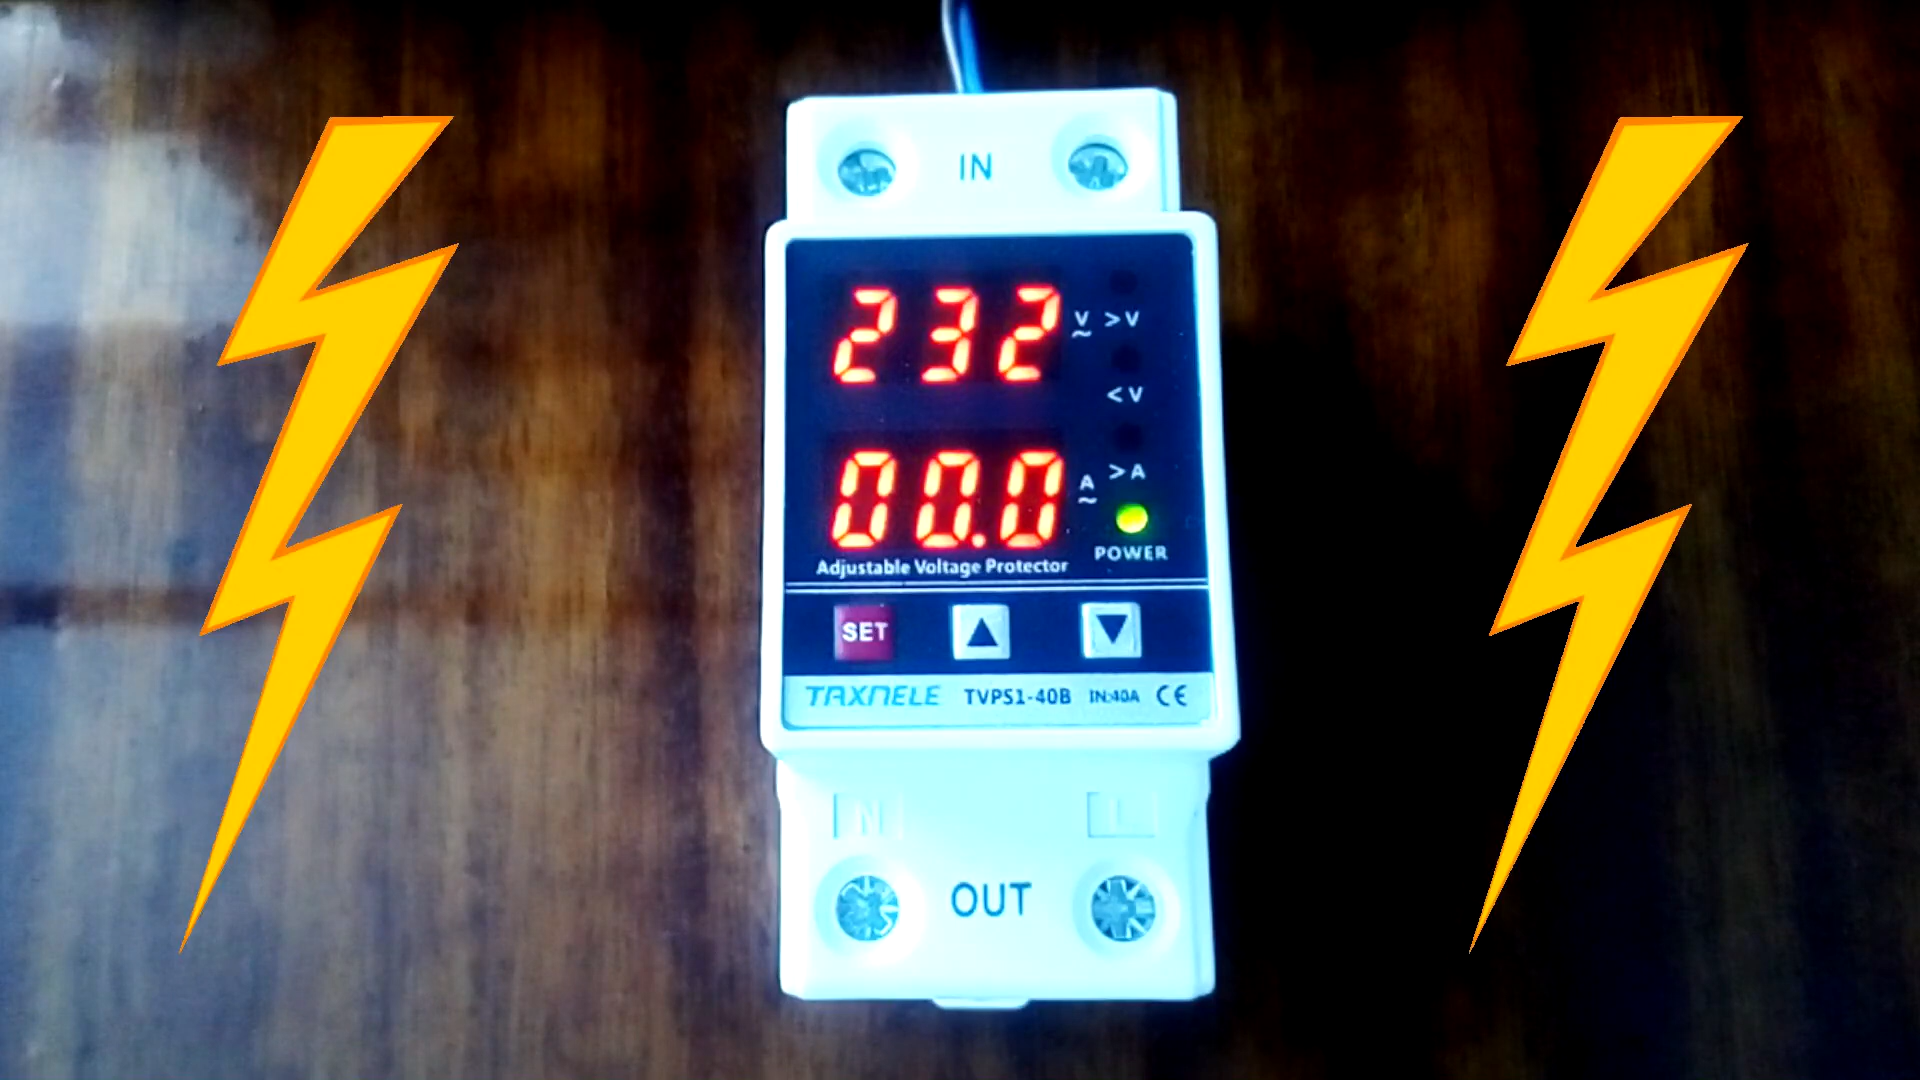 IN
232 V ~ >V
<V
00.0 A ~ >A
POWER
Adjustable Voltage Protector
SET ▲ ▼
TAXNELE TVPS1-40B IN:40A CE
N L
OUT